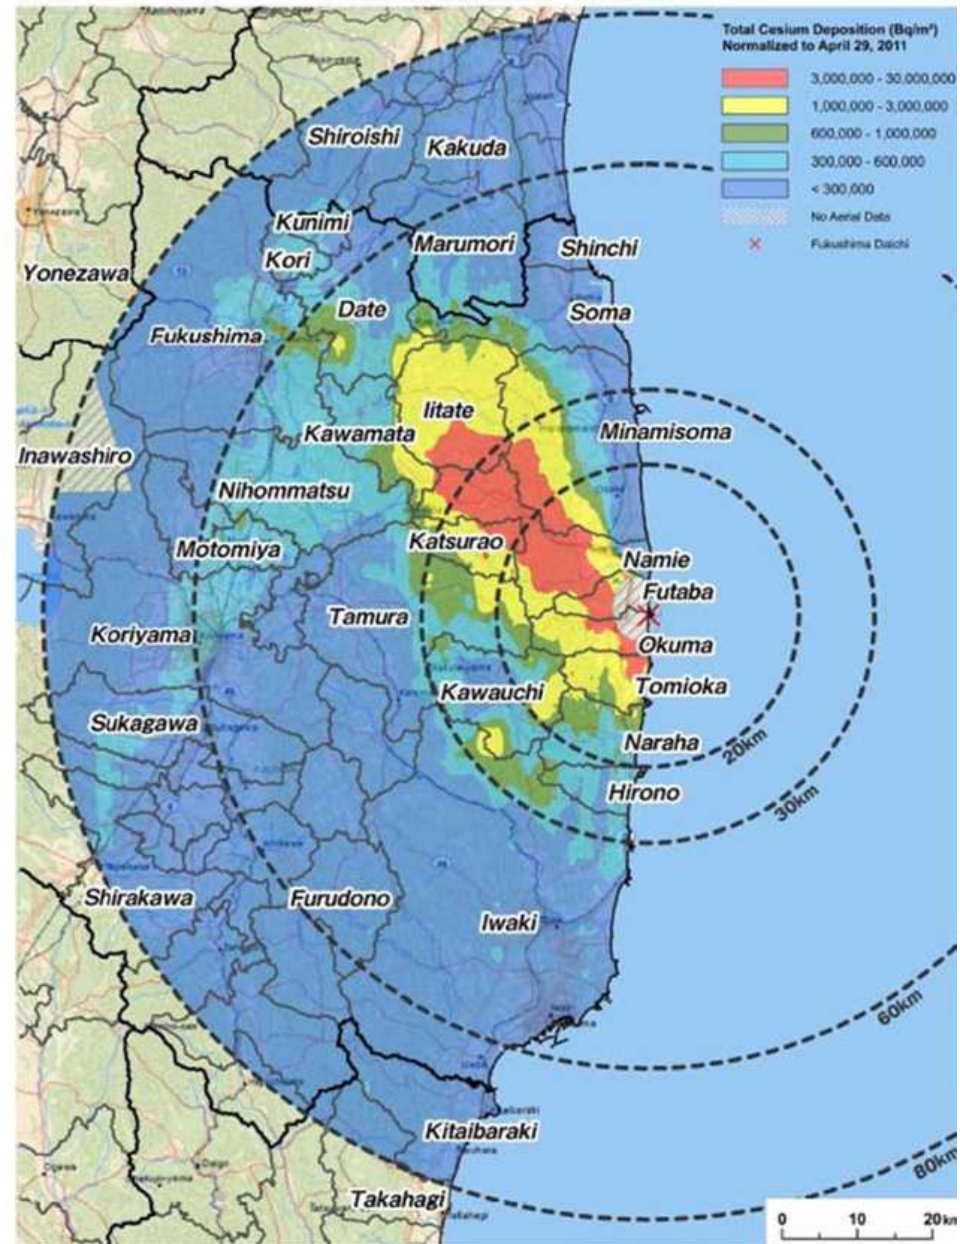 Total Cesium Deposition (Bq/m²)
Normalized to April 29, 2011
3,000,000 - 30,000,000
1,000,000 - 3,000,000
600,000 - 1,000,000
300,000 - 600,000
< 300,000
No Aerial Data
Fukushima Daichi
Shiroishi
Kakuda
Kunimi
Kori
Marumori
Shinchi
Yonezawa
Date
Soma
Fukushima
Iitate
Kawamata
Minamisoma
Inawashiro
Nihommatsu
Motomiya
Katsurao
Namie
Futaba
Tamura
Koriyama
Okuma
Kawauchi
Tomioka
Sukagawa
Naraha
20km
Hirono
30km
Shirakawa
Furudono
Iwaki
60km
Kitaibaraki
80km
Takahagi
0 10 20 km